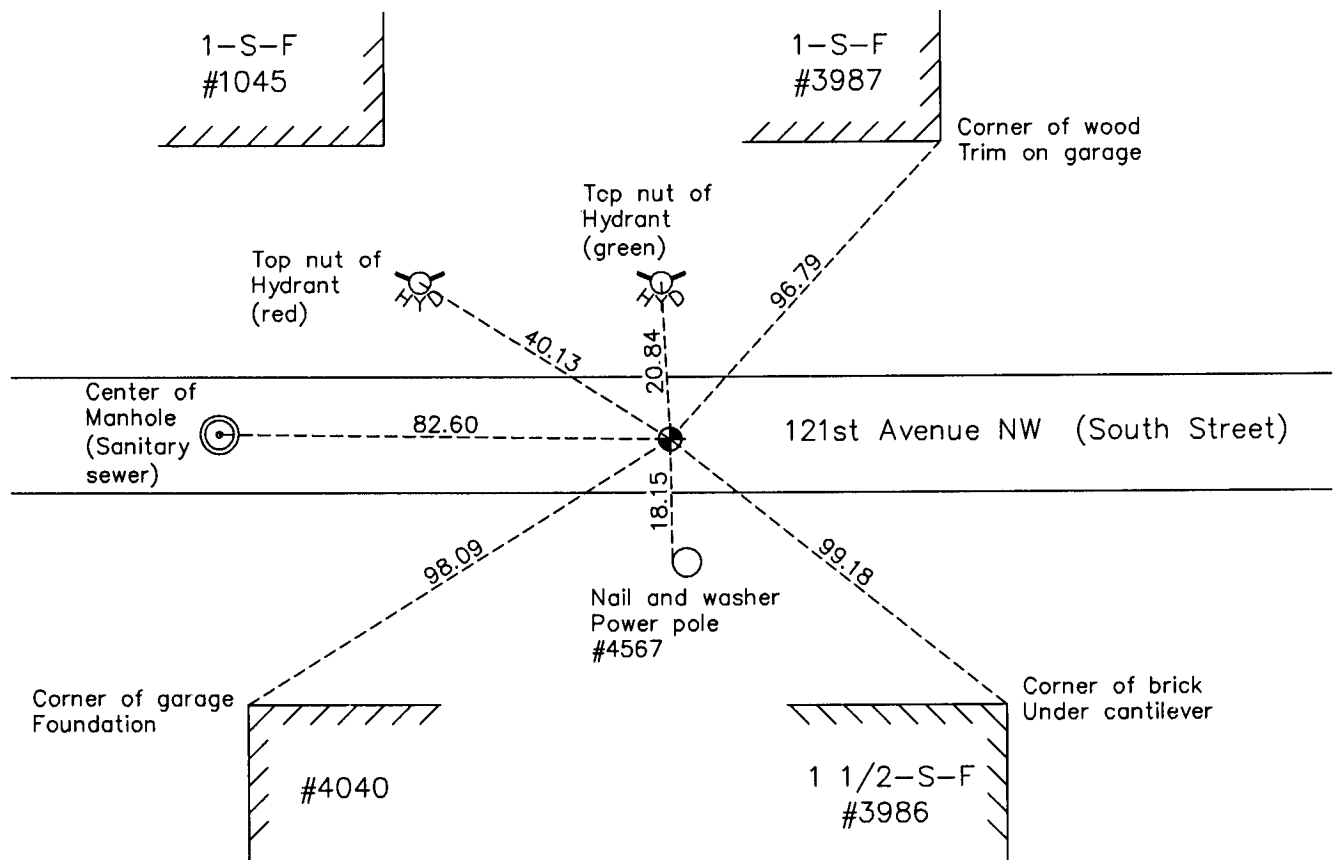 1-S-F
#1045
1-S-F
#3987
Corner of wood
Trim on garage
Top nut of
Hydrant
(green)
Top nut of
Hydrant
(red)
HYD
HYD
96.79
40.13
20.84
Center of
Manhole
(Sanitary
sewer)
82.60
121st Avenue NW (South Street)
18.15
98.09
99.18
Nail and washer
Power pole
#4567
Corner of garage
Foundation
Corner of brick
Under cantilever
#4040
1 1/2-S-F
#3986